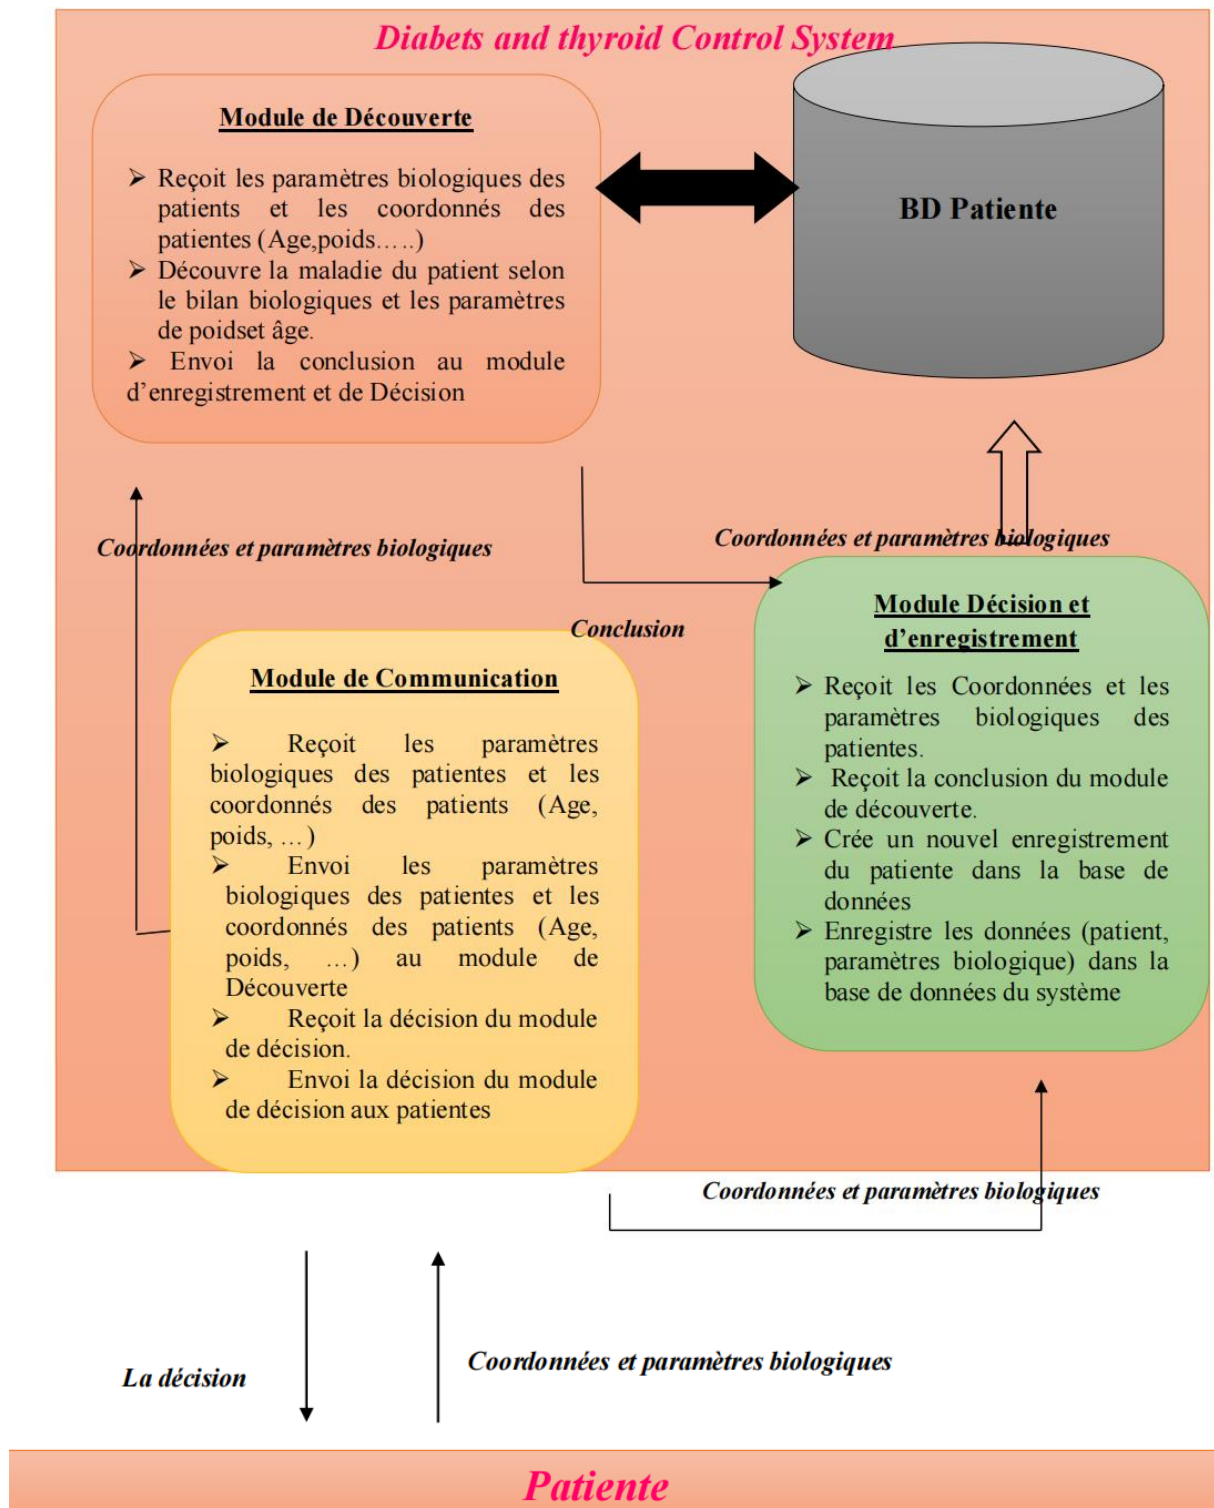 Diabets and thyroid Control System
Module de Découverte
➢ Reçoit les paramètres biologiques des
patients et les coordonnés des
patientes (Age,poids…..)
➢ Découvre la maladie du patient selon
le bilan biologiques et les paramètres
de poidset âge.
➢ Envoi la conclusion au module
d’enregistrement et de Décision
BD Patiente
Coordonnées et paramètres biologiques
Coordonnées et paramètres biologiques
Conclusion
Module de Communication
➢ Reçoit les paramètres
biologiques des patientes et les
coordonnés des patients (Age,
poids, …)
➢ Envoi les paramètres
biologiques des patientes et les
coordonnés des patients (Age,
poids, …) au module de
Découverte
➢ Reçoit la décision du module
de décision.
➢ Envoi la décision du module
de décision aux patientes
Module Décision et
d’enregistrement
➢ Reçoit les Coordonnées et les
paramètres biologiques des
patientes.
➢ Reçoit la conclusion du module
de découverte.
➢ Crée un nouvel enregistrement
du patiente dans la base de
données
➢ Enregistre les données (patient,
paramètres biologique) dans la
base de données du système
Coordonnées et paramètres biologiques
La décision
Coordonnées et paramètres biologiques
Patiente